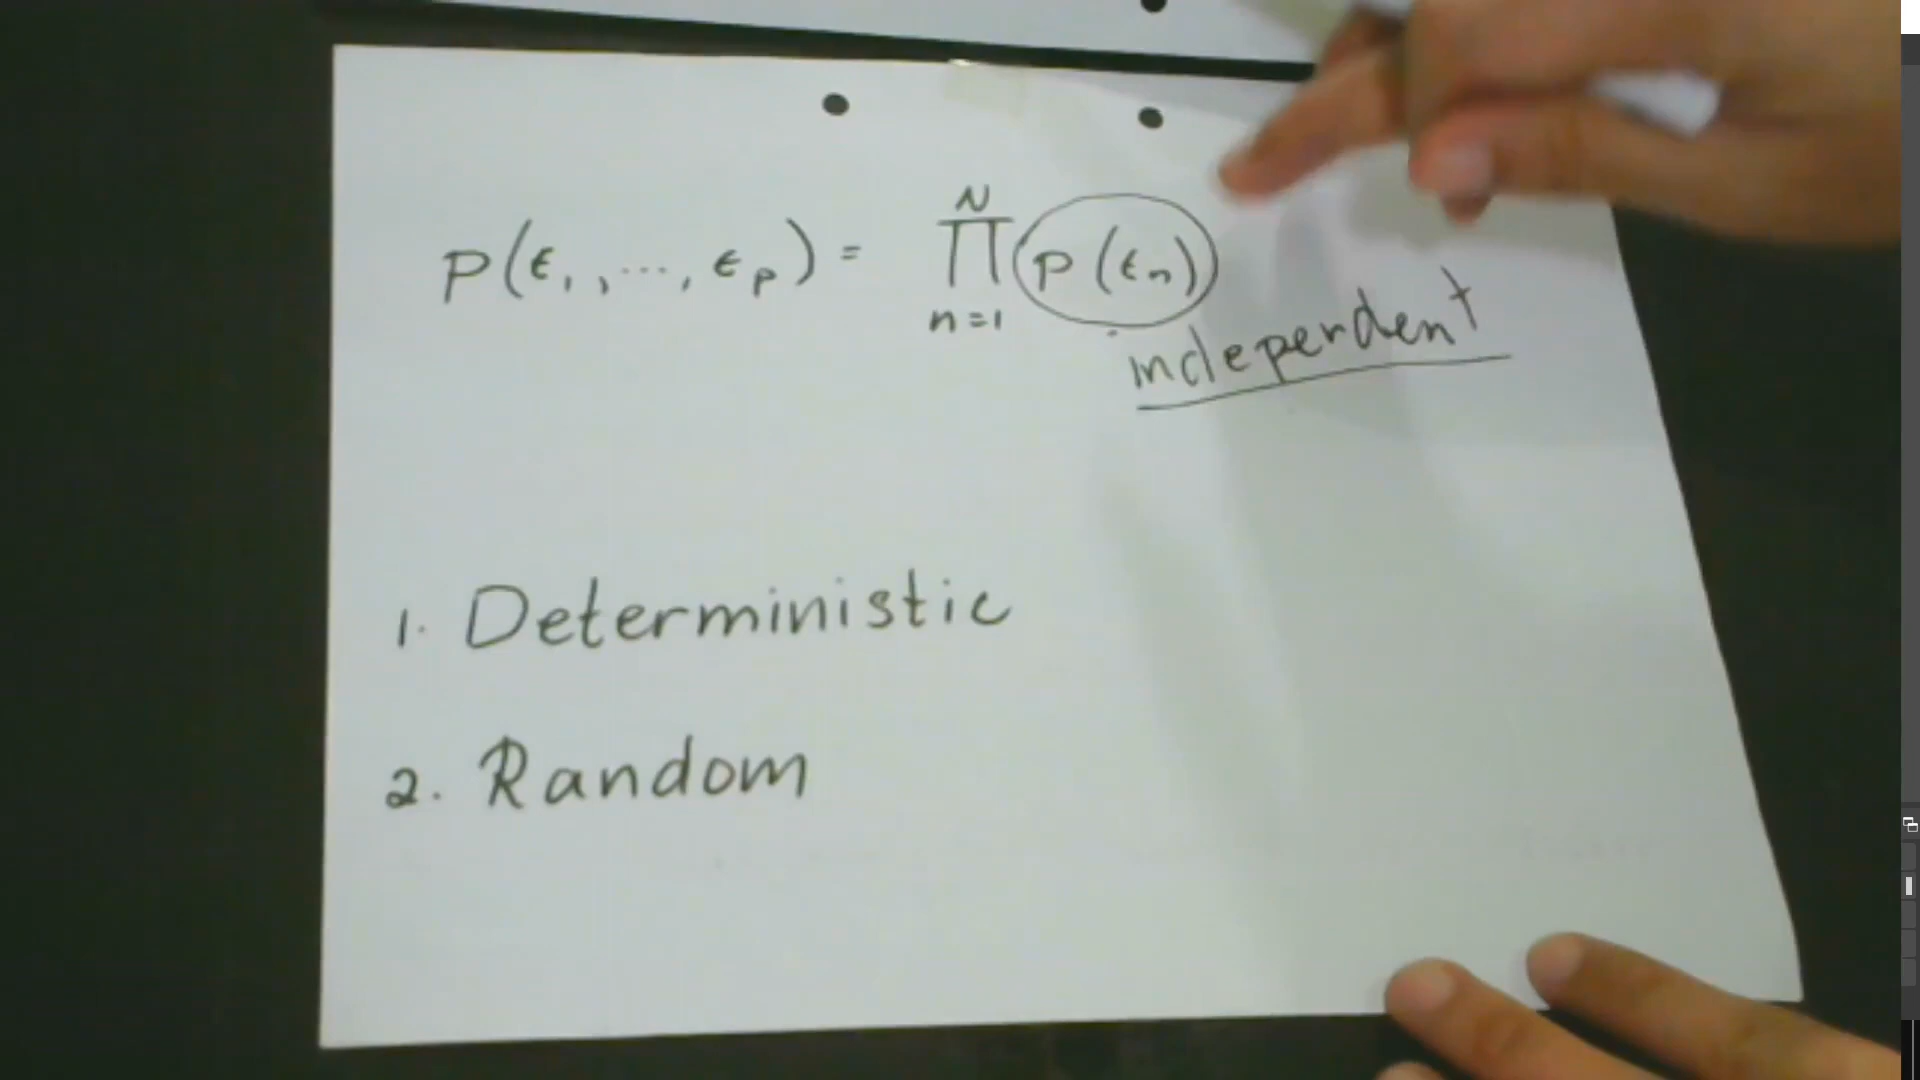 p(ϵ₁, ..., ϵₚ) = ∏ₙ₌₁ᴺ p(ϵₙ)
independent
1. Deterministic
2. Random